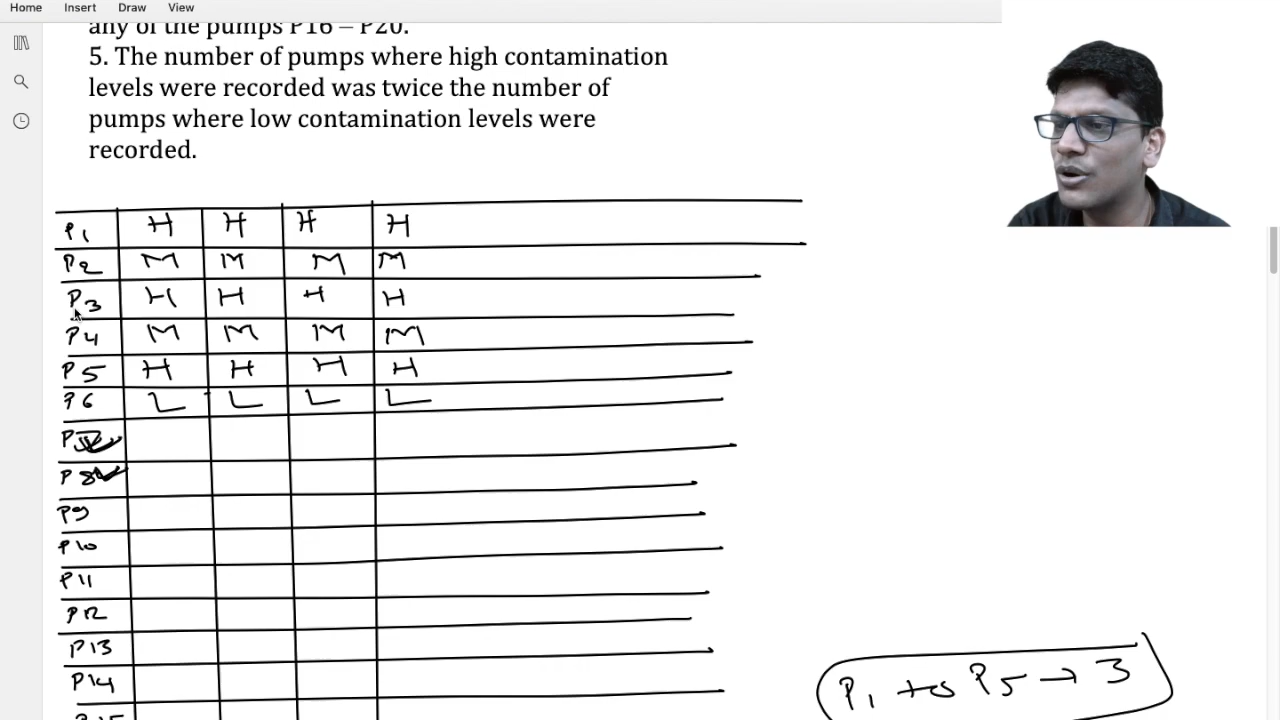 Home Insert Draw View
any of the pumps P16 – P20.
5. The number of pumps where high contamination
levels were recorded was twice the number of
pumps where low contamination levels were
recorded.
P1 H H H H
P2 M M M M
P3 H H H H
P4 M M M M
P5 H H H H
P6 L L L L
P8
P9
P10
P11
P12
P13
P14
P15
P1 to P5 → 3